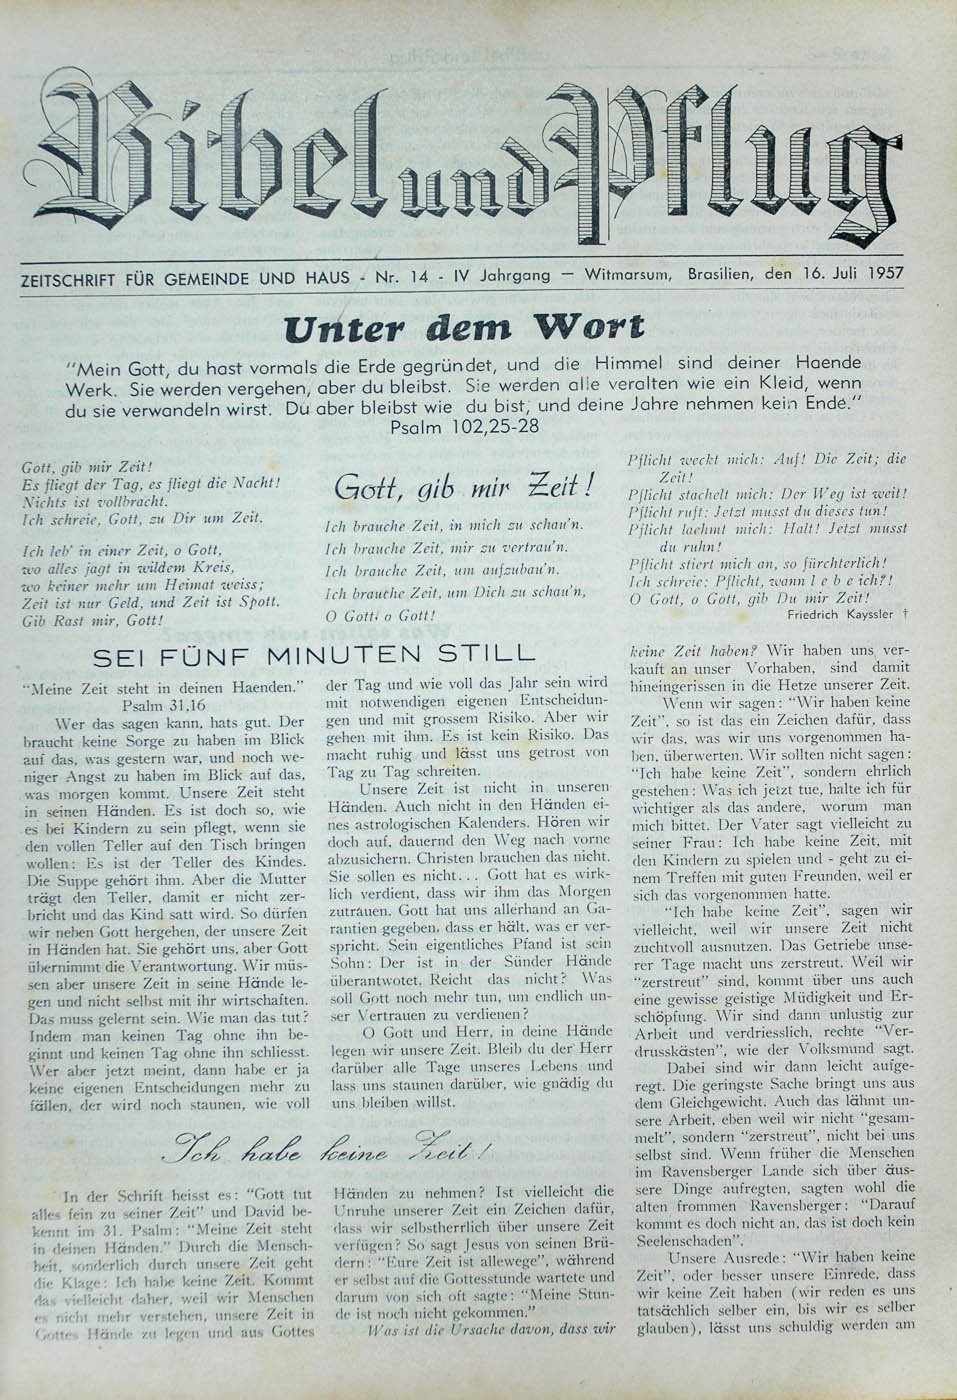 Bibel und Pflug
ZEITSCHRIFT FÜR GEMEINDE UND HAUS - Nr. 14 - IV Jahrgang — Witmarsum, Brasilien, den 16. Juli 1957
Unter dem Wort
"Mein Gott, du hast vormals die Erde gegründet, und die Himmel sind deiner Haende
Werk. Sie werden vergehen, aber du bleibst. Sie werden alle veralten wie ein Kleid, wenn
du sie verwandeln wirst. Du aber bleibst wie du bist, und deine Jahre nehmen kein Ende."
Psalm 102,25-28
Gott, gib mir Zeit!
Es fliegt der Tag, es fliegt die Nacht!
Nichts ist vollbracht.
Ich schreie, Gott, zu Dir um Zeit.
Ich leb' in einer Zeit, o Gott,
wo alles jagt in wildem Kreis,
wo keiner mehr um Heimat weiss;
Zeit ist nur Geld, und Zeit ist Spott.
Gib Rast mir, Gott!
Gott, gib mir Zeit!
Ich brauche Zeit, in mich zu schau'n.
Ich brauche Zeit, mir zu vertrau'n.
Ich brauche Zeit, um aufzubau'n.
Ich brauche Zeit, um Dich zu schau'n,
O Gott, o Gott!
Pflicht weckt mich: Auf! Die Zeit; die
Zeit!
Pflicht stachelt mich: Der Weg ist weit!
Pflicht ruft: Jetzt musst du dieses tun!
Pflicht laehmt mich: Halt! Jetzt musst
du ruhn!
Pflicht stiert mich an, so fürchterlich!
Ich schreie: Pflicht, wann l e b e ich?!
O Gott, o Gott, gib Du mir Zeit!
Friedrich Kayssler †
SEI FÜNF MINUTEN STILL
"Meine Zeit steht in deinen Haenden."
Psalm 31,16
Wer das sagen kann, hats gut. Der
braucht keine Sorge zu haben im Blick
auf das, was gestern war, und noch we-
niger Angst zu haben im Blick auf das,
was morgen kommt. Unsere Zeit steht
in seinen Händen. Es ist doch so, wie
es bei Kindern zu sein pflegt, wenn sie
den vollen Teller auf den Tisch bringen
wollen: Es ist der Teller des Kindes.
Die Suppe gehört ihm. Aber die Mutter
trägt den Teller, damit er nicht zer-
bricht und das Kind satt wird. So dürfen
wir neben Gott hergehen, der unsere Zeit
in Händen hat. Sie gehört uns, aber Gott
übernimmt die Verantwortung. Wir müs-
sen aber unsere Zeit in seine Hände le-
gen und nicht selbst mit ihr wirtschaften.
Das muss gelernt sein. Wie man das tut?
Indem man keinen Tag ohne ihn be-
ginnt und keinen Tag ohne ihn schliesst.
Wer aber jetzt meint, dann habe er ja
keine eigenen Entscheidungen mehr zu
fällen, der wird noch staunen, wie voll
der Tag und wie voll das Jahr sein wird
mit notwendigen eigenen Entscheidun-
gen und mit grossem Risiko. Aber wir
gehen mit ihm. Es ist kein Risiko. Das
macht ruhig und lässt uns getrost von
Tag zu Tag schreiten.
Unsere Zeit ist nicht in unseren
Händen. Auch nicht in den Händen ei-
nes astrologischen Kalenders. Hören wir
doch auf, dauernd den Weg nach vorne
abzusichern. Christen brauchen das nicht.
Sie sollen es nicht... Gott hat es wirk-
lich verdient, dass wir ihm das Morgen
zutrauen. Gott hat uns allerhand an Ga-
rantien gegeben, dass er hält, was er ver-
spricht. Sein eigentliches Pfand ist sein
Sohn: Der ist in der Sünder Hände
überantwotet, Reicht das nicht? Was
soll Gott noch mehr tun, um endlich un-
ser Vertrauen zu verdienen?
O Gott und Herr, in deine Hände
legen wir unsere Zeit. Bleib du der Herr
darüber alle Tage unseres Lebens und
lass uns staunen darüber, wie gnädig du
uns bleiben willst.
Ich habe keine Zeit!
In der Schrift heisst es: "Gott tut
alles fein zu seiner Zeit" und David be-
kennt im 31. Psalm: "Meine Zeit steht
in deinen Händen." Durch die Mensch-
heit, sonderlich durch unsere Zeit geht
die Klage: Ich habe keine Zeit. Kommt
das vielleicht daher, weil wir Menschen
es nicht mehr verstehen, unsere Zeit in
Gottes Hände zu legen und aus Gottes
Händen zu nehmen? Ist vielleicht die
Unruhe unserer Zeit ein Zeichen dafür,
dass wir selbstherrlich über unsere Zeit
verfügen? So sagt Jesus von seinen Brü-
dern: "Eure Zeit ist allewege", während
er selbst auf die Gottesstunde wartete und
darum von sich oft sagte: "Meine Stun-
de ist noch nicht gekommen."
Was ist die Ursache davon, dass wir
keine Zeit haben? Wir haben uns ver-
kauft an unser Vorhaben, sind damit
hineingerissen in die Hetze unserer Zeit.
Wenn wir sagen: "Wir haben keine
Zeit", so ist das ein Zeichen dafür, dass
wir das, was wir uns vorgenommen ha-
ben, überwerten. Wir sollten nicht sagen:
"Ich habe keine Zeit", sondern ehrlich
gestehen: Was ich jetzt tue, halte ich für
wichtiger als das andere, worum man
mich bittet. Der Vater sagt vielleicht zu
seiner Frau: Ich habe keine Zeit, mit
den Kindern zu spielen und - geht zu ei-
nem Treffen mit guten Freunden, weil er
sich das vorgenommen hatte.
"Ich habe keine Zeit", sagen wir
vielleicht, weil wir unsere Zeit nicht
zuchtvoll ausnutzen. Das Getriebe unse-
rer Tage macht uns zerstreut. Weil wir
"zerstreut" sind, kommt über uns auch
eine gewisse geistige Müdigkeit und Er-
schöpfung. Wir sind dann unlustig zur
Arbeit und verdriesslich, rechte "Ver-
drusskästen", wie der Volksmund sagt.
Dabei sind wir dann leicht aufge-
regt. Die geringste Sache bringt uns aus
dem Gleichgewicht. Auch das lähmt un-
sere Arbeit, eben weil wir nicht "gesam-
melt", sondern "zerstreut", nicht bei uns
selbst sind. Wenn früher die Menschen
im Ravensberger Lande sich über äus-
sere Dinge aufregten, sagten wohl die
alten frommen Ravensberger: "Darauf
kommt es doch nicht an, das ist doch kein
Seelenschaden".
Unsere Ausrede: "Wir haben keine
Zeit", oder besser unsere Einrede, dass
wir keine Zeit haben (wir reden es uns
tatsächlich selber ein, bis wir es selber
glauben), lässt uns schuldig werden am